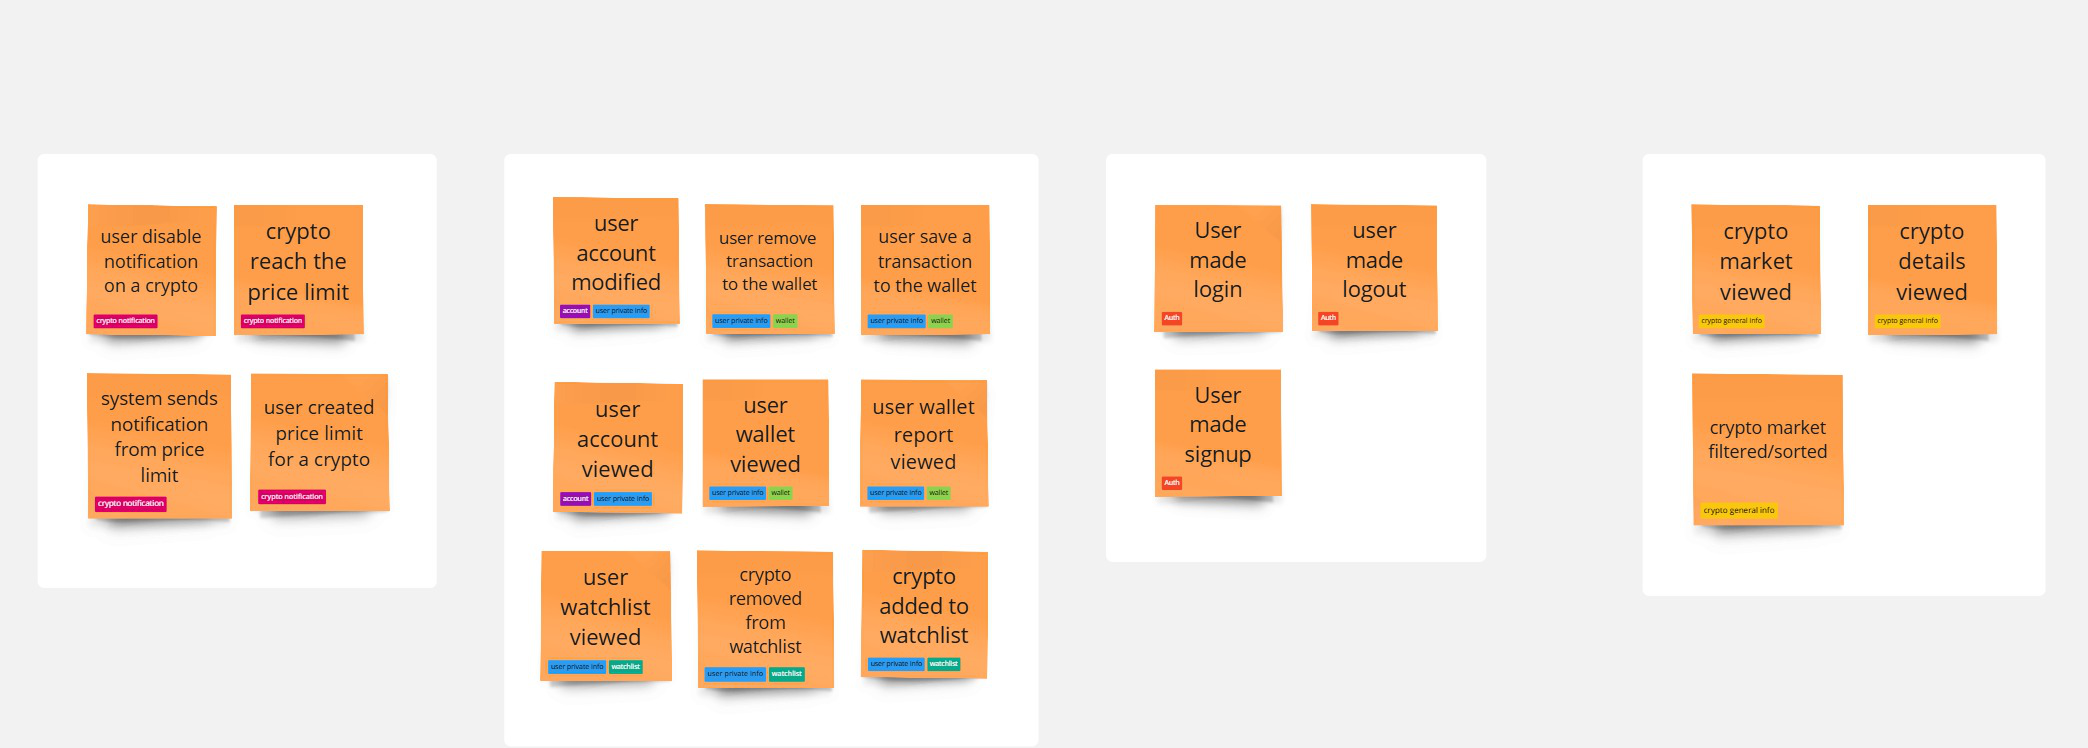 user disable
notification
on a crypto
crypto notification
crypto
reach the
price limit
crypto notification
system sends
notification
from price
limit
crypto notification
user created
price limit
for a crypto
crypto notification
user
account
modified
account user private info
user remove
transaction
to the wallet
user private info wallet
user save a
transaction
to the wallet
user private info wallet
user
account
viewed
account user private info
user
wallet
viewed
user private info wallet
user wallet
report
viewed
user private info wallet
user
watchlist
viewed
user private info watchlist
crypto
removed
from
watchlist
user private info watchlist
crypto
added to
watchlist
user private info watchlist
User
made
login
Auth
user
made
logout
Auth
User
made
signup
Auth
crypto
market
viewed
crypto general info
crypto
details
viewed
crypto general info
crypto market
filtered/sorted
crypto general info